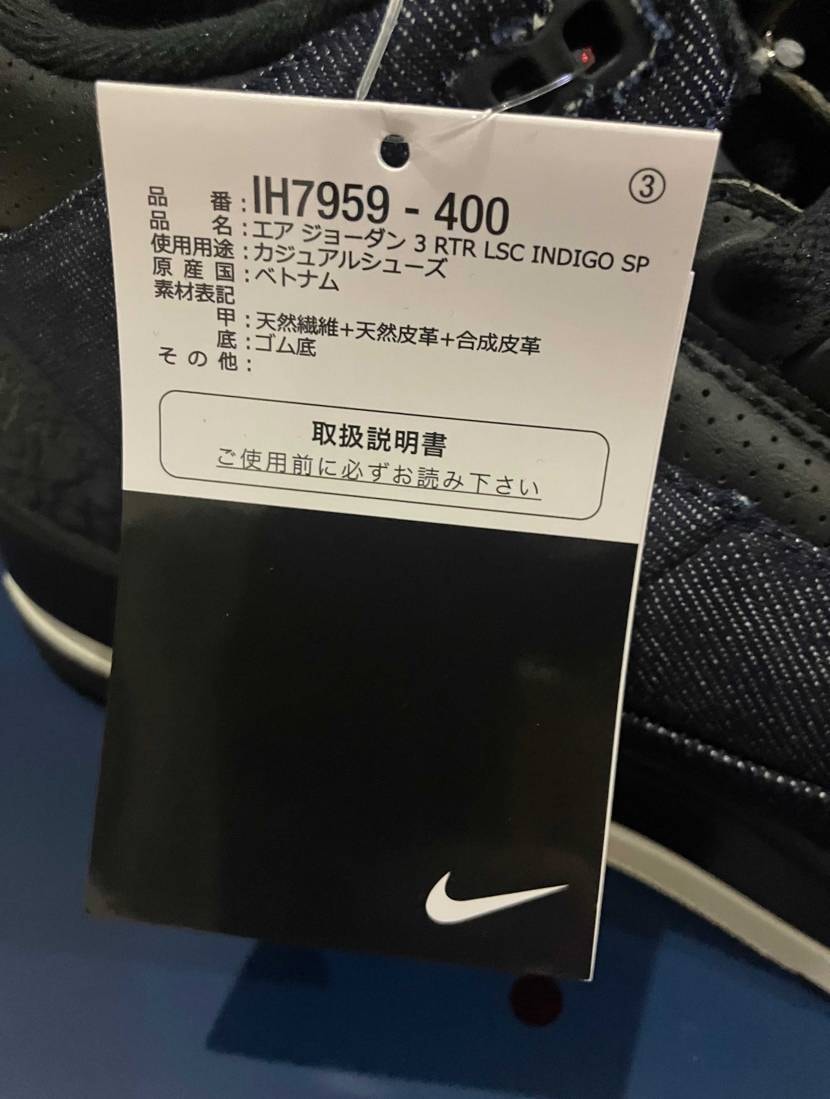 ③
品 番：IH7959 - 400
品 名：エア ジョーダン 3 RTR LSC INDIGO SP
使用用途：カジュアルシューズ
原 産 国：ベトナム
素材表記
甲：天然繊維+天然皮革+合成皮革
底：ゴム底
そ の 他：
取扱説明書
ご使用前に必ずお読み下さい